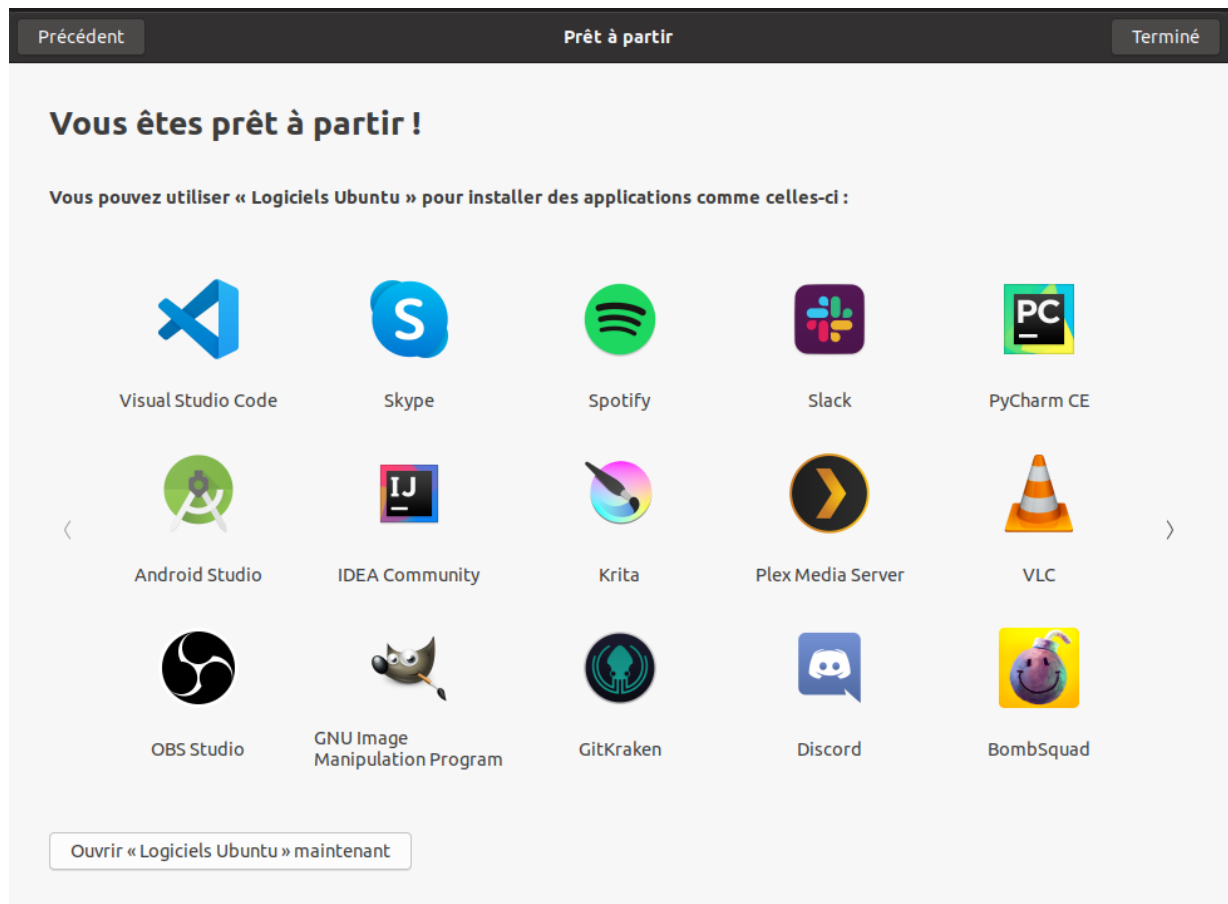 Précédent
Prêt à partir
Terminé
Vous êtes prêt à partir !
Vous pouvez utiliser « Logiciels Ubuntu » pour installer des applications comme celles-ci :
S
PC
Visual Studio Code
Skype
Spotify
Slack
PyCharm CE
IJ
Android Studio
IDEA Community
Krita
Plex Media Server
VLC
OBS Studio
GNU Image
Manipulation Program
GitKraken
Discord
BombSquad
Ouvrir « Logiciels Ubuntu » maintenant